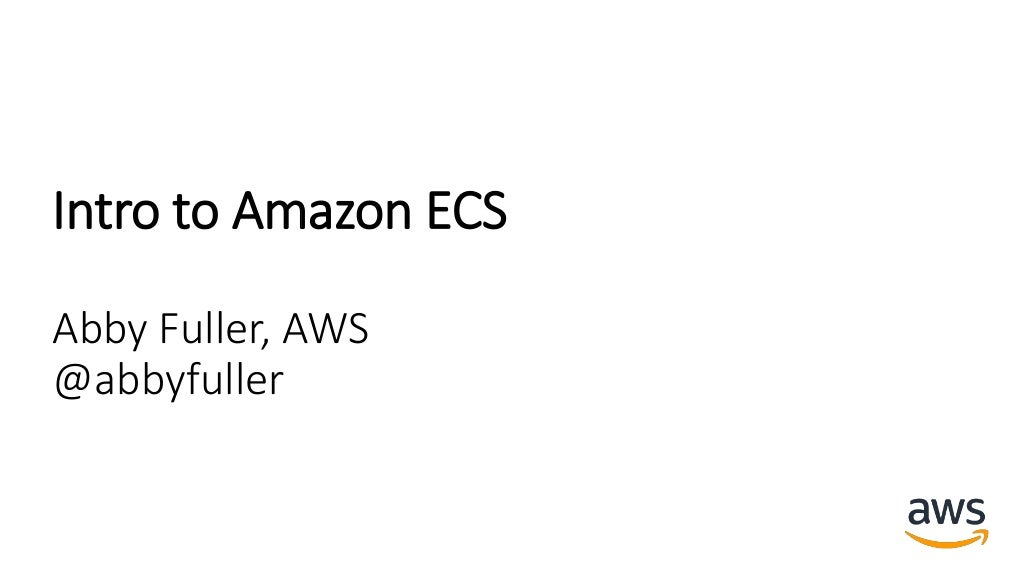 Intro to Amazon ECS
Abby Fuller, AWS
@abbyfuller
aws